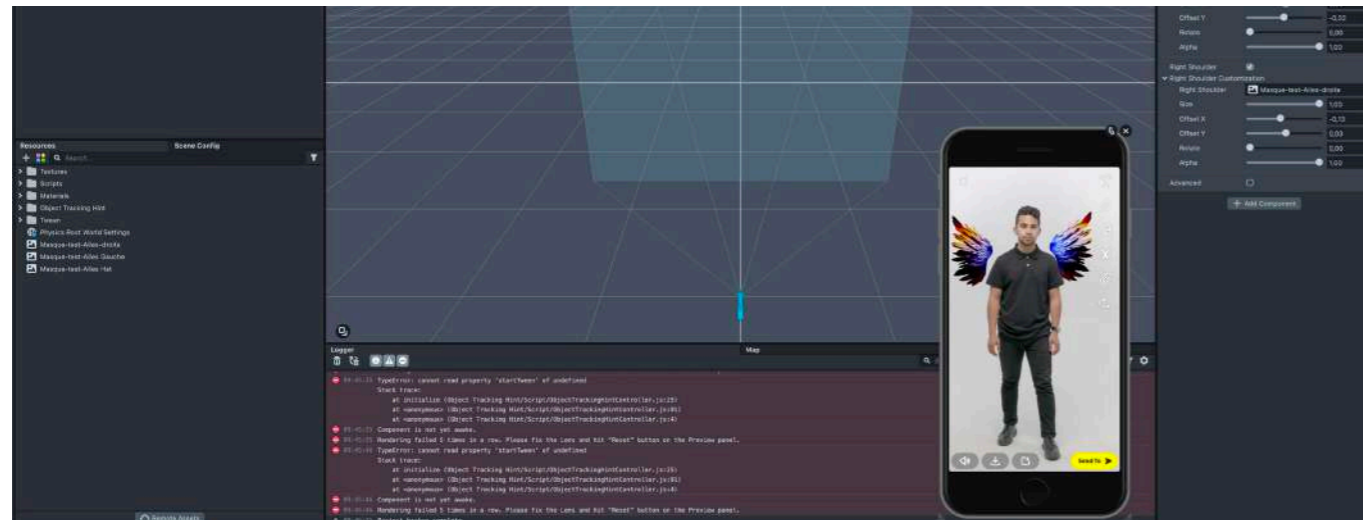 Offset Y -0,20
Rotate 0,00
Alpha 1,00
Right Shoulder
Right Shoulder Customization
Right Shoulder Masque-test-Ailes-droite
Size 1,00
Offset X
Offset Y
Rotate 0,00
Alpha 1,00
Advanced
+ Add Component
Resources Scene Config
Search...
Textures
Scripts
Materials
Object Tracking Hint
Tween
Physics Root World Settings
Masque-test-Ailes-droite
Masque-test-Ailes Gauche
Masque-test-Ailes Hat
Remote Assets
Logger Map
TypeError: cannot read property 'startTween' of undefined
Stack trace:
at initialize (Object Tracking Hint/Script/ObjectTrackingHintController.js:25)
at <anonymous> (Object Tracking Hint/Script/ObjectTrackingHintController.js:91)
at <anonymous> (Object Tracking Hint/Script/ObjectTrackingHintController.js:4)
Component is not yet awake.
Rendering failed 5 times in a row. Please fix the Lens and hit "Reset" button on the Preview panel.
TypeError: cannot read property 'startTween' of undefined
Stack trace:
at initialize (Object Tracking Hint/Script/ObjectTrackingHintController.js:25)
at <anonymous> (Object Tracking Hint/Script/ObjectTrackingHintController.js:91)
at <anonymous> (Object Tracking Hint/Script/ObjectTrackingHintController.js:4)
Component is not yet awake.
Rendering failed 5 times in a row. Please fix the Lens and hit "Reset" button on the Preview panel.
Send To